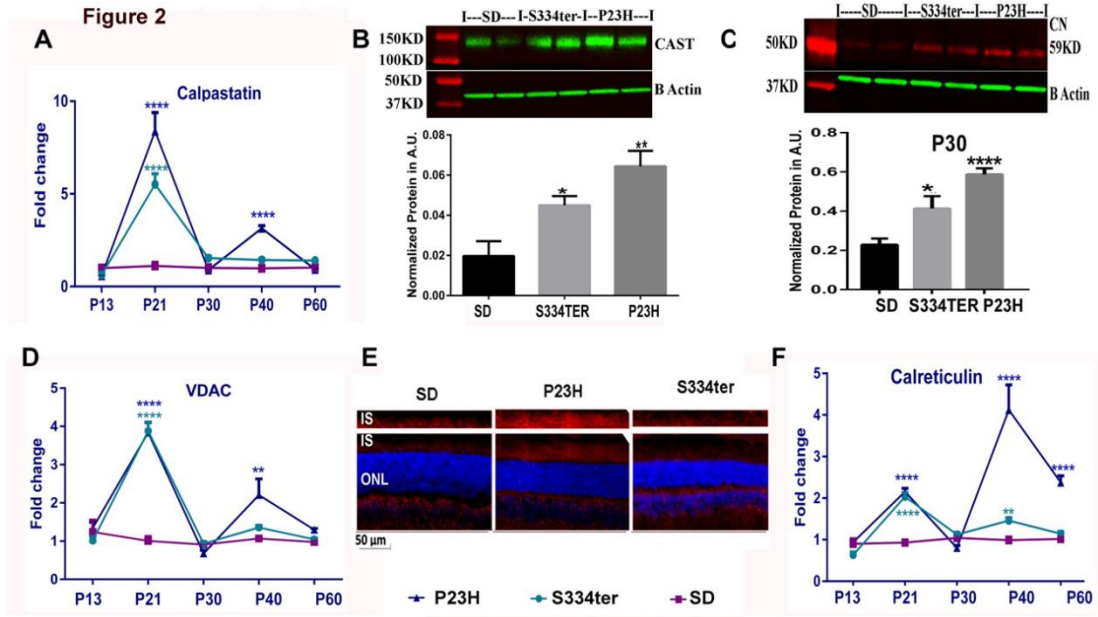 Figure 2
A
Calpastatin
Fold change
10
5
0
****
****
****
P13 P21 P30 P40 P60
B
I---SD---I-S334ter-I--P23H---I
150KD
100KD
50KD
37KD
CAST
B Actin
Normalized Protein in A.U.
0.08
0.06
0.04
0.02
0.00
*
**
SD S334TER P23H
C
I----SD------I---S334ter---I----P23H---I
50KD
37KD
CN
59KD
B Actin
P30
Normalized Protein in A.U.
0.8
0.6
0.4
0.2
0.0
*
****
SD S334TER P23H
D
VDAC
Fold change
5
4
3
2
1
0
****
****
**
P13 P21 P30 P40 P60
E
SD P23H S334ter
IS
IS
ONL
50 µm
P23H S334ter SD
F
Calreticulin
Fold change
5
4
3
2
1
0
****
****
****
**
****
P13 P21 P30 P40 P60